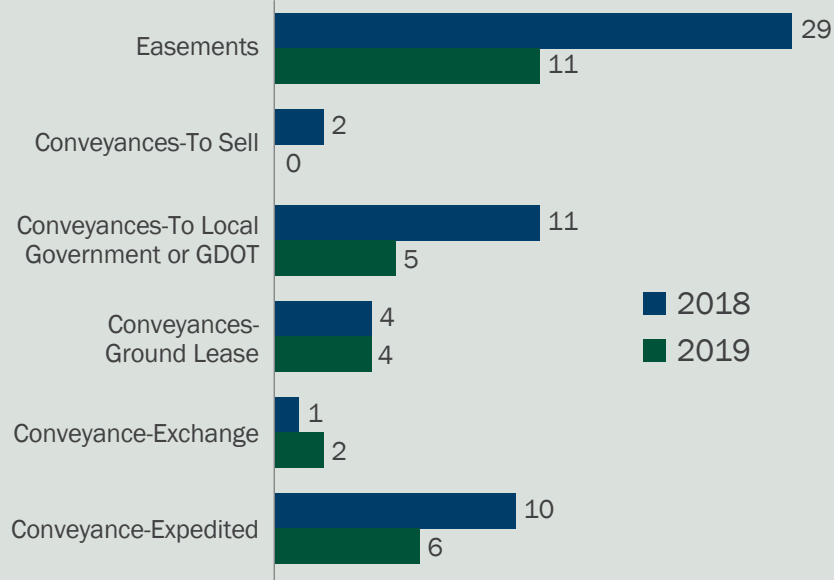 Easements
29
11
Conveyances-To Sell
2
0
Conveyances-To Local
Government or GDOT
11
5
Conveyances-
Ground Lease
4
4
2018
2019
Conveyance-Exchange
1
2
Conveyance-Expedited
10
6